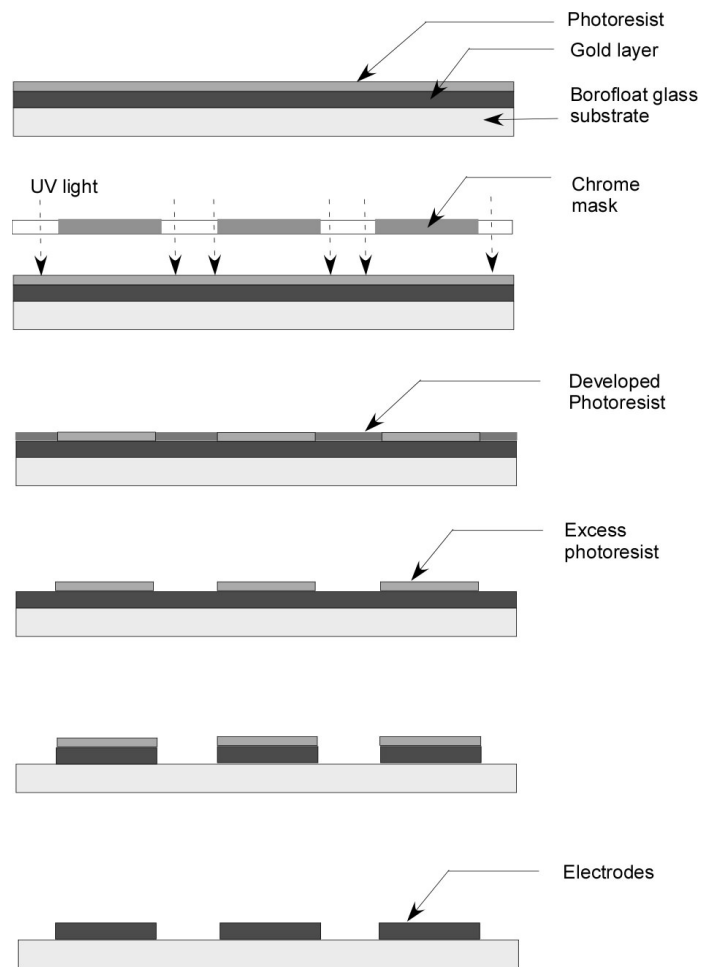 Photoresist
Gold layer
Borofloat glass
substrate
UV light
Chrome
mask
Developed
Photoresist
Excess
photoresist
Electrodes